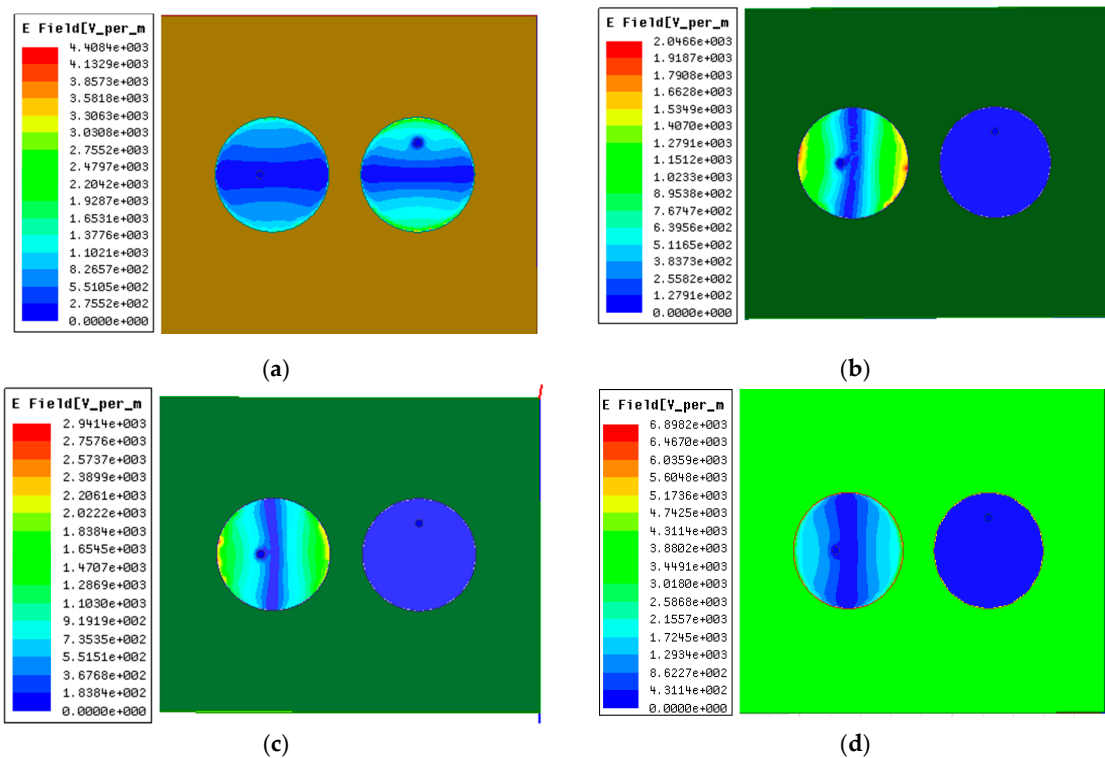 E Field[V_per_m
4.4084e+003
4.1329e+003
3.8573e+003
3.5818e+003
3.3063e+003
3.0308e+003
2.7552e+003
2.4797e+003
2.2042e+003
1.9287e+003
1.6531e+003
1.3776e+003
1.1021e+003
8.2657e+002
5.5105e+002
2.7552e+002
0.0000e+000
(a)
E Field[V_per_m
2.0466e+003
1.9187e+003
1.7908e+003
1.6628e+003
1.5349e+003
1.4070e+003
1.2791e+003
1.1512e+003
1.0233e+003
8.9538e+002
7.6747e+002
6.3956e+002
5.1165e+002
3.8373e+002
2.5582e+002
1.2791e+002
0.0000e+000
(b)
E Field[V_per_m
2.9414e+003
2.7576e+003
2.5737e+003
2.3899e+003
2.2061e+003
2.0222e+003
1.8384e+003
1.6545e+003
1.4707e+003
1.2869e+003
1.1030e+003
9.1919e+002
7.3535e+002
5.5151e+002
3.6768e+002
1.8384e+002
0.0000e+000
(c)
E Field[V_per_m
6.8982e+003
6.4670e+003
6.0359e+003
5.6048e+003
5.1736e+003
4.7425e+003
4.3114e+003
3.8802e+003
3.4491e+003
3.0180e+003
2.5868e+003
2.1557e+003
1.7245e+003
1.2934e+003
8.6227e+002
4.3114e+002
0.0000e+000
(d)